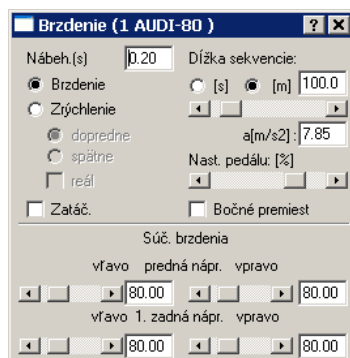 Brzdenie (1 AUDI-80 )
Nábeh.(s) 0.20 Dĺžka sekvencie:
Brzdenie [s] [m] 100.0
Zrýchlenie
dopredne a[m/s2] : 7.85
spätne Nast. pedálu: [%]
reál
Zatáč. Bočné premiest
Súč. brzdenia
vľavo predná nápr. vpravo
80.00 80.00
vľavo 1. zadná nápr. vpravo
80.00 80.00